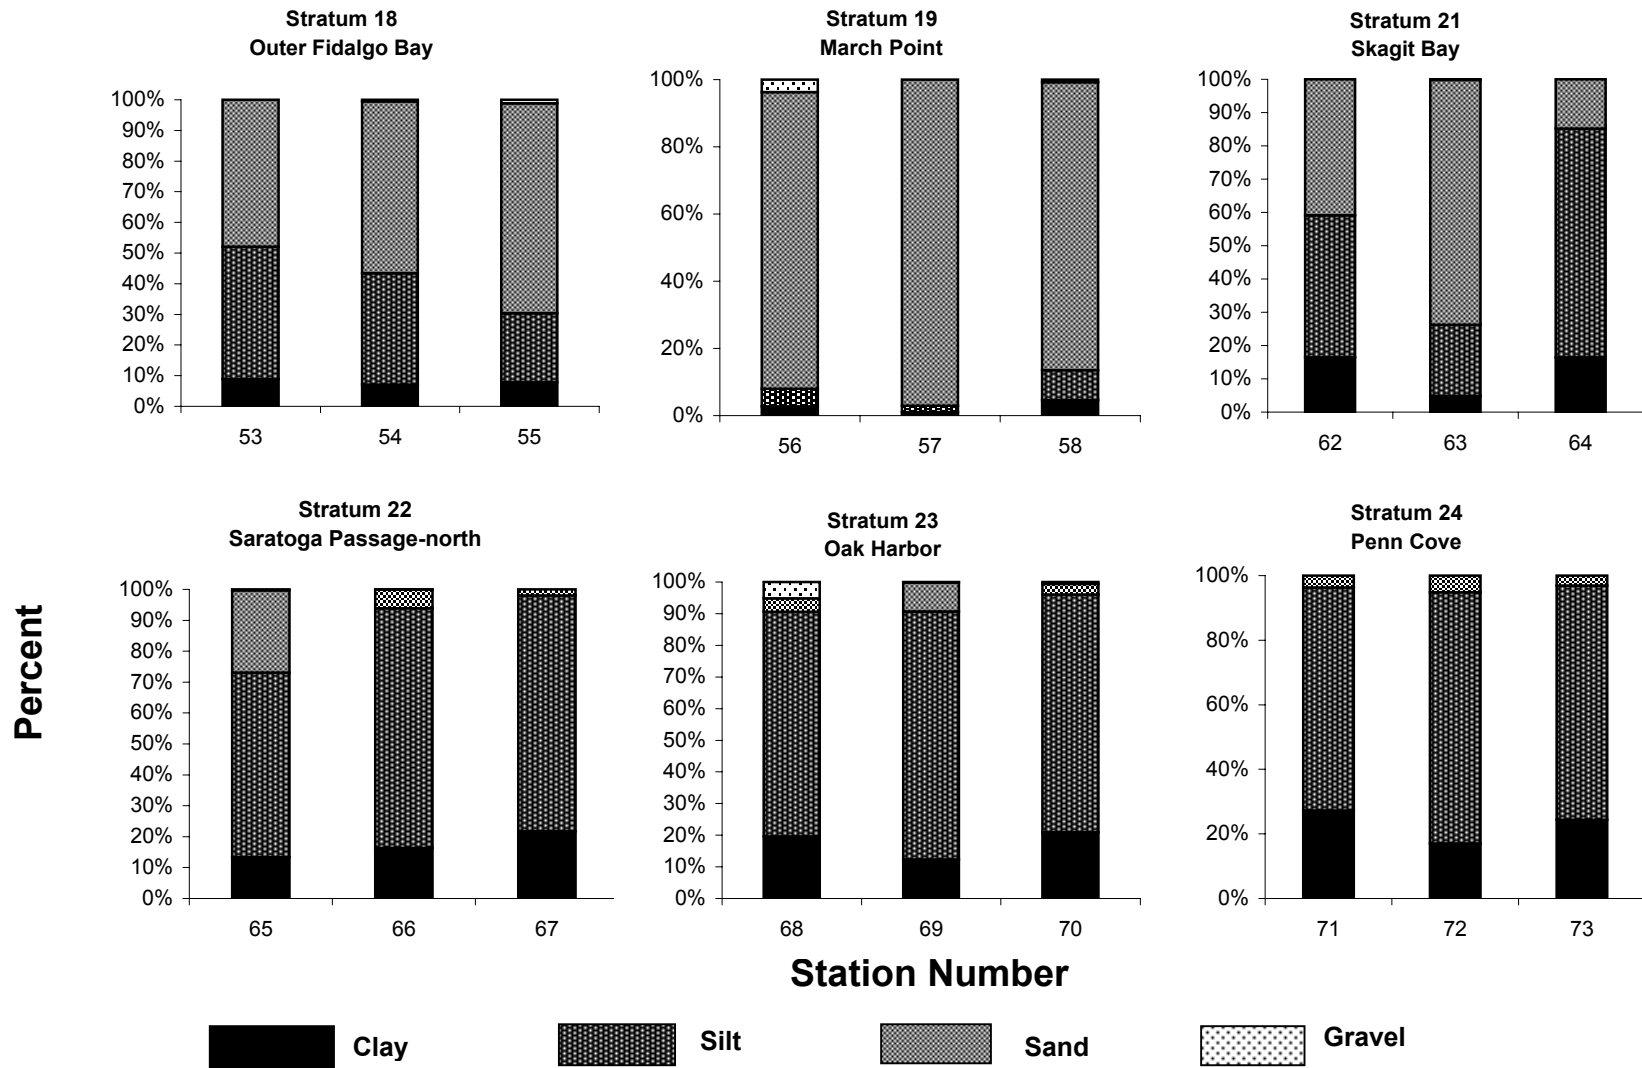 Stratum 18
Outer Fidalgo Bay
100%
90%
80%
70%
60%
50%
40%
30%
20%
10%
0%
53 54 55
Stratum 19
March Point
100%
80%
60%
40%
20%
0%
56 57 58
Stratum 21
Skagit Bay
100%
90%
80%
70%
60%
50%
40%
30%
20%
10%
0%
62 63 64
Percent
Stratum 22
Saratoga Passage-north
100%
90%
80%
70%
60%
50%
40%
30%
20%
10%
0%
65 66 67
Stratum 23
Oak Harbor
100%
90%
80%
70%
60%
50%
40%
30%
20%
10%
0%
68 69 70
Stratum 24
Penn Cove
100%
80%
60%
40%
20%
0%
71 72 73
Station Number
Clay Silt Sand Gravel